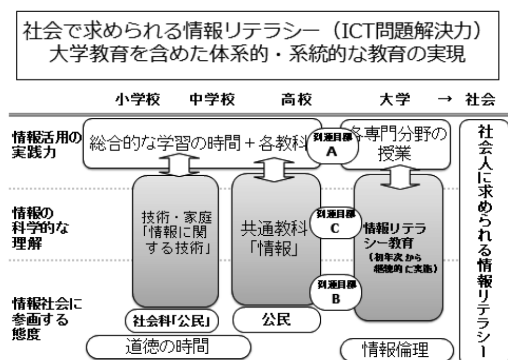 社会で求められる情報リテラシー（ICT問題解決力）
大学教育を含めた体系的・系統的な教育の実現
小学校 中学校 高校 大学 → 社会
情報活用の
実践力
総合的な学習の時間＋各教科
到達目標
A
各専門分野の
授業
情報の
科学的な
理解
技術・家庭
「情報に関
する技術」
共通教科
「情報」
到達目標
C
情報リテラ
シー教育
（初年次から
継続的に実施）
到達目標
B
情報社会に
参画する
態度
社会科「公民」
公民
道徳の時間
情報倫理
社会人に求められる情報リテラシー